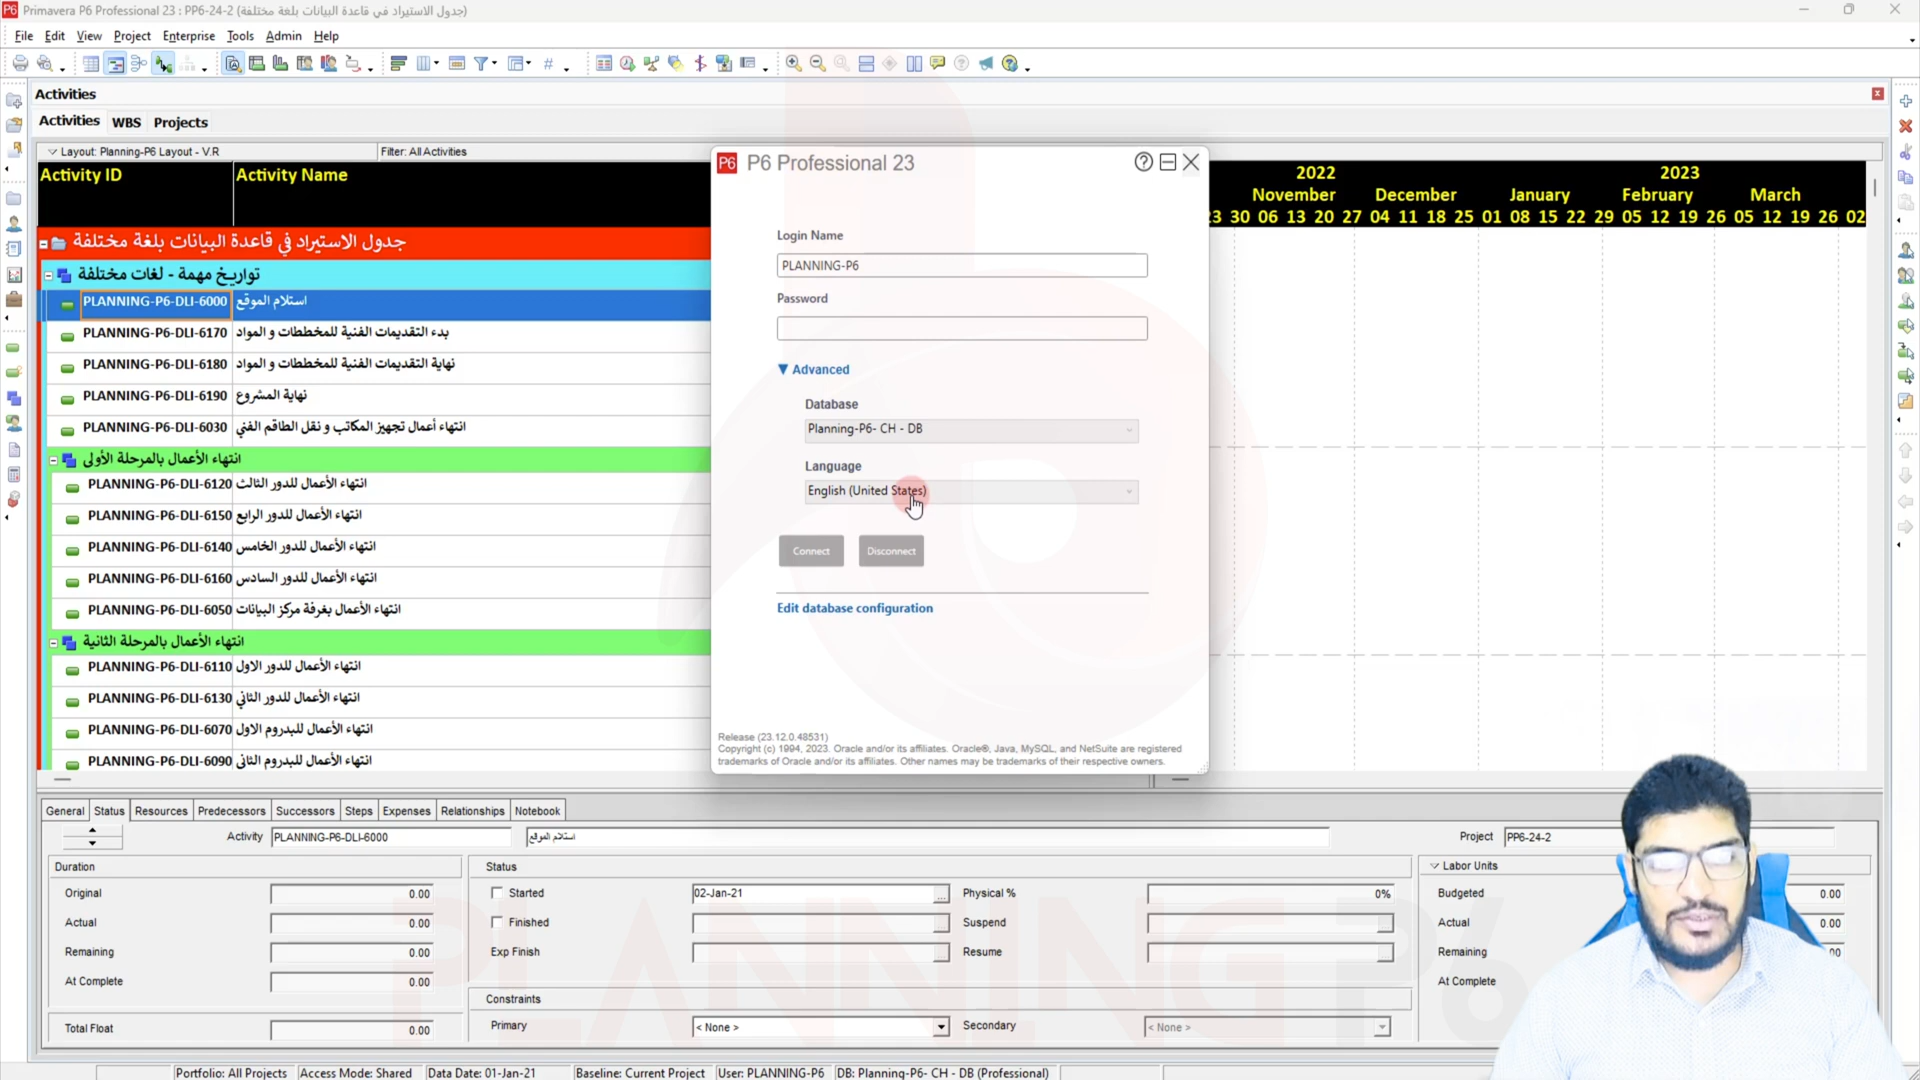 Primavera P6 Professional 23 : PP6-24-2 (جدول الاستيراد في قاعدة البيانات بلغة مختلفة)
File Edit View Project Enterprise Tools Admin Help
Activities
Activities WBS Projects
Layout: Planning-P6 Layout - V.R Filter: All Activities
Activity ID Activity Name
2022 2023
November December January February March
23 30 06 13 20 27 04 11 18 25 01 08 15 22 29 05 12 19 26 05 12 19 26 02
جدول الاستيراد في قاعدة البيانات بلغة مختلفة
تواريخ مهمة - لغات مختلفة
PLANNING-P6-DLI-6000 استلام الموقع
PLANNING-P6-DLI-6170 بدء التقديمات الفنية للمخططات و المواد
PLANNING-P6-DLI-6180 نهاية التقديمات الفنية للمخططات و المواد
PLANNING-P6-DLI-6190 نهاية المشروع
PLANNING-P6-DLI-6030 انتهاء أعمال تجهيز المكاتب و نقل الطاقم الفني
انتهاء الأعمال بالمرحلة الأولى
PLANNING-P6-DLI-6120 انتهاء الأعمال للدور الثالث
PLANNING-P6-DLI-6150 انتهاء الأعمال للدور الرابع
PLANNING-P6-DLI-6140 انتهاء الأعمال للدور الخامس
PLANNING-P6-DLI-6160 انتهاء الأعمال للدور السادس
PLANNING-P6-DLI-6050 انتهاء الأعمال بغرفة مركز البيانات
انتهاء الأعمال بالمرحلة الثانية
PLANNING-P6-DLI-6110 انتهاء الأعمال للدور الاول
PLANNING-P6-DLI-6130 انتهاء الأعمال للدور الثاني
PLANNING-P6-DLI-6070 انتهاء الأعمال للبدروم الاول
PLANNING-P6-DLI-6090 انتهاء الأعمال للبدروم الثاني
P6 P6 Professional 23
Login Name
PLANNING-P6
Password
Advanced
Database
Planning-P6- CH - DB
Language
English (United States)
Connect Disconnect
Edit database configuration
Release (23.12.0.48531)
Copyright (c) 1994, 2023. Oracle and/or its affiliates. Oracle®, Java, MySQL, and NetSuite are registered
trademarks of Oracle and/or its affiliates. Other names may be trademarks of their respective owners.
General Status Resources Predecessors Successors Steps Expenses Relationships Notebook
Activity PLANNING-P6-DLI-6000 استلام الموقع Project PP6-24-2
Duration Status Labor Units
Original 0.00 Started 02-Jan-21 ... Physical % 0% Budgeted 0.00
Actual 0.00 Finished Suspend Actual 0.00
Remaining 0.00 Exp Finish Resume Remaining 00
At Complete 0.00 At Complete
Constraints
Total Float 0.00 Primary < None > Secondary < None >
PLANNING P6
Portfolio: All Projects Access Mode: Shared Data Date: 01-Jan-21 Baseline: Current Project User: PLANNING-P6 DB: Planning-P6- CH - DB (Professional)